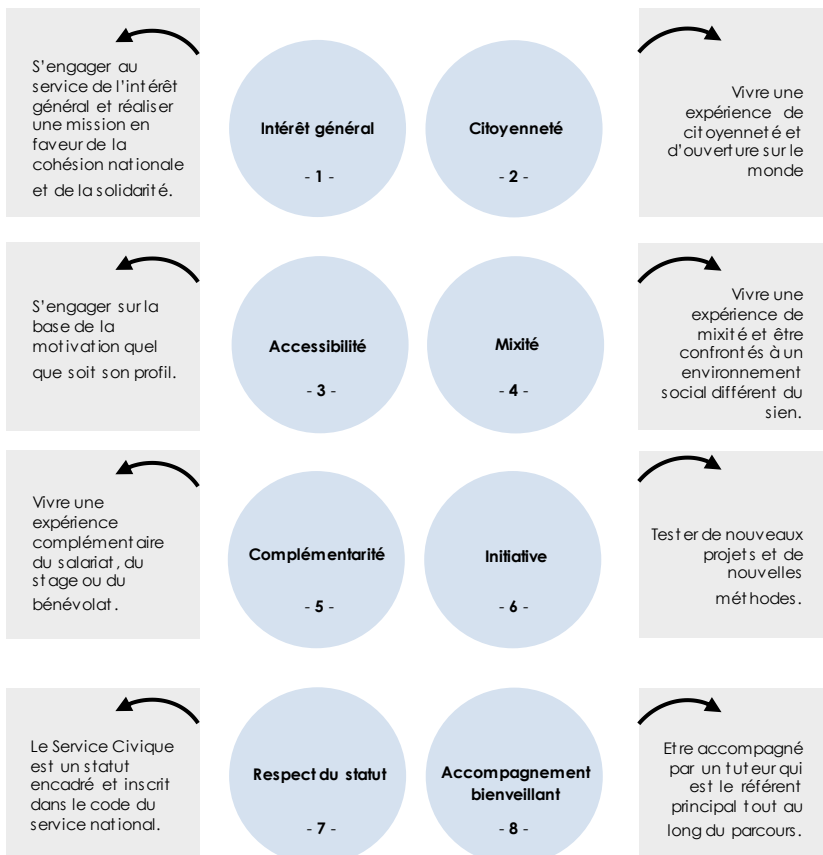 S'engager au
service de l'intérêt
général et réaliser
une mission en
faveur de la
cohésion nationale
et de la solidarité.
Intérêt général
- 1 -
Citoyenneté
- 2 -
Vivre une
expérience de
citoyenneté et
d'ouverture sur le
monde
S'engager sur la
base de la
motivation quel
que soit son profil.
Accessibilité
- 3 -
Mixité
- 4 -
Vivre une
expérience de
mixité et être
confrontés à un
environnement
social différent du
sien.
Vivre une
expérience
complémentaire
du salariat, du
stage ou du
bénévolat.
Complémentarité
- 5 -
Initiative
- 6 -
Tester de nouveaux
projets et de
nouvelles
méthodes.
Le Service Civique
est un statut
encadré et inscrit
dans le code du
service national.
Respect du statut
- 7 -
Accompagnement
bienveillant
- 8 -
Etre accompagné
par un tuteur qui
est le référent
principal tout au
long du parcours.